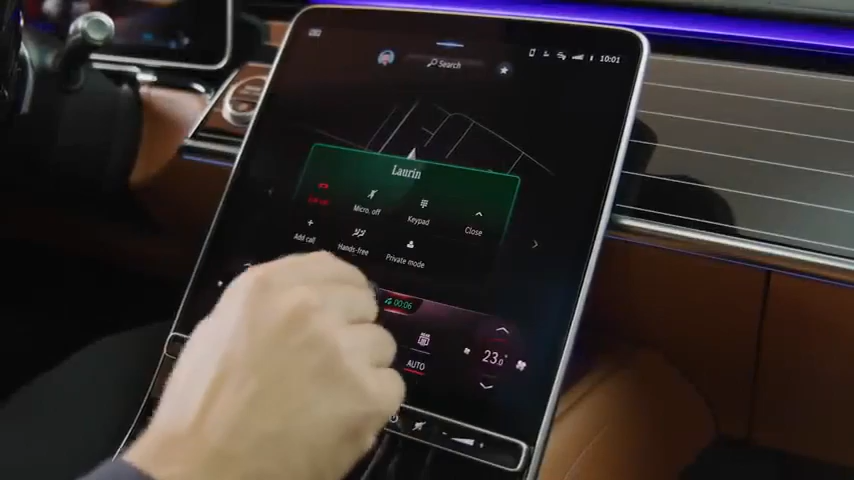 10:01
Search
Laurin
Micro. off
Keypad
Close
Add call
Hands-free
Private mode
00:06
AUTO
23.0°